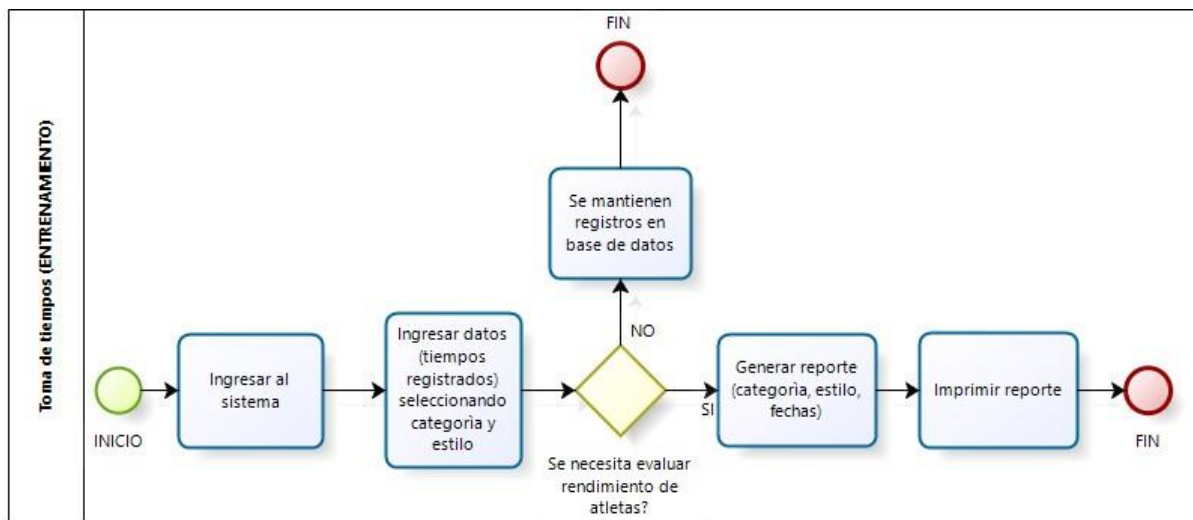 Toma de tiempos (ENTRENAMIENTO)
FIN
Se mantienen
registros en
base de datos
NO
INICIO
Ingresar al
sistema
Ingresar datos
(tiempos
registrados)
seleccionando
categorìa y
estilo
Se necesita evaluar
rendimiento de
atletas?
SI
Generar reporte
(categorìa, estilo,
fechas)
Imprimir reporte
FIN